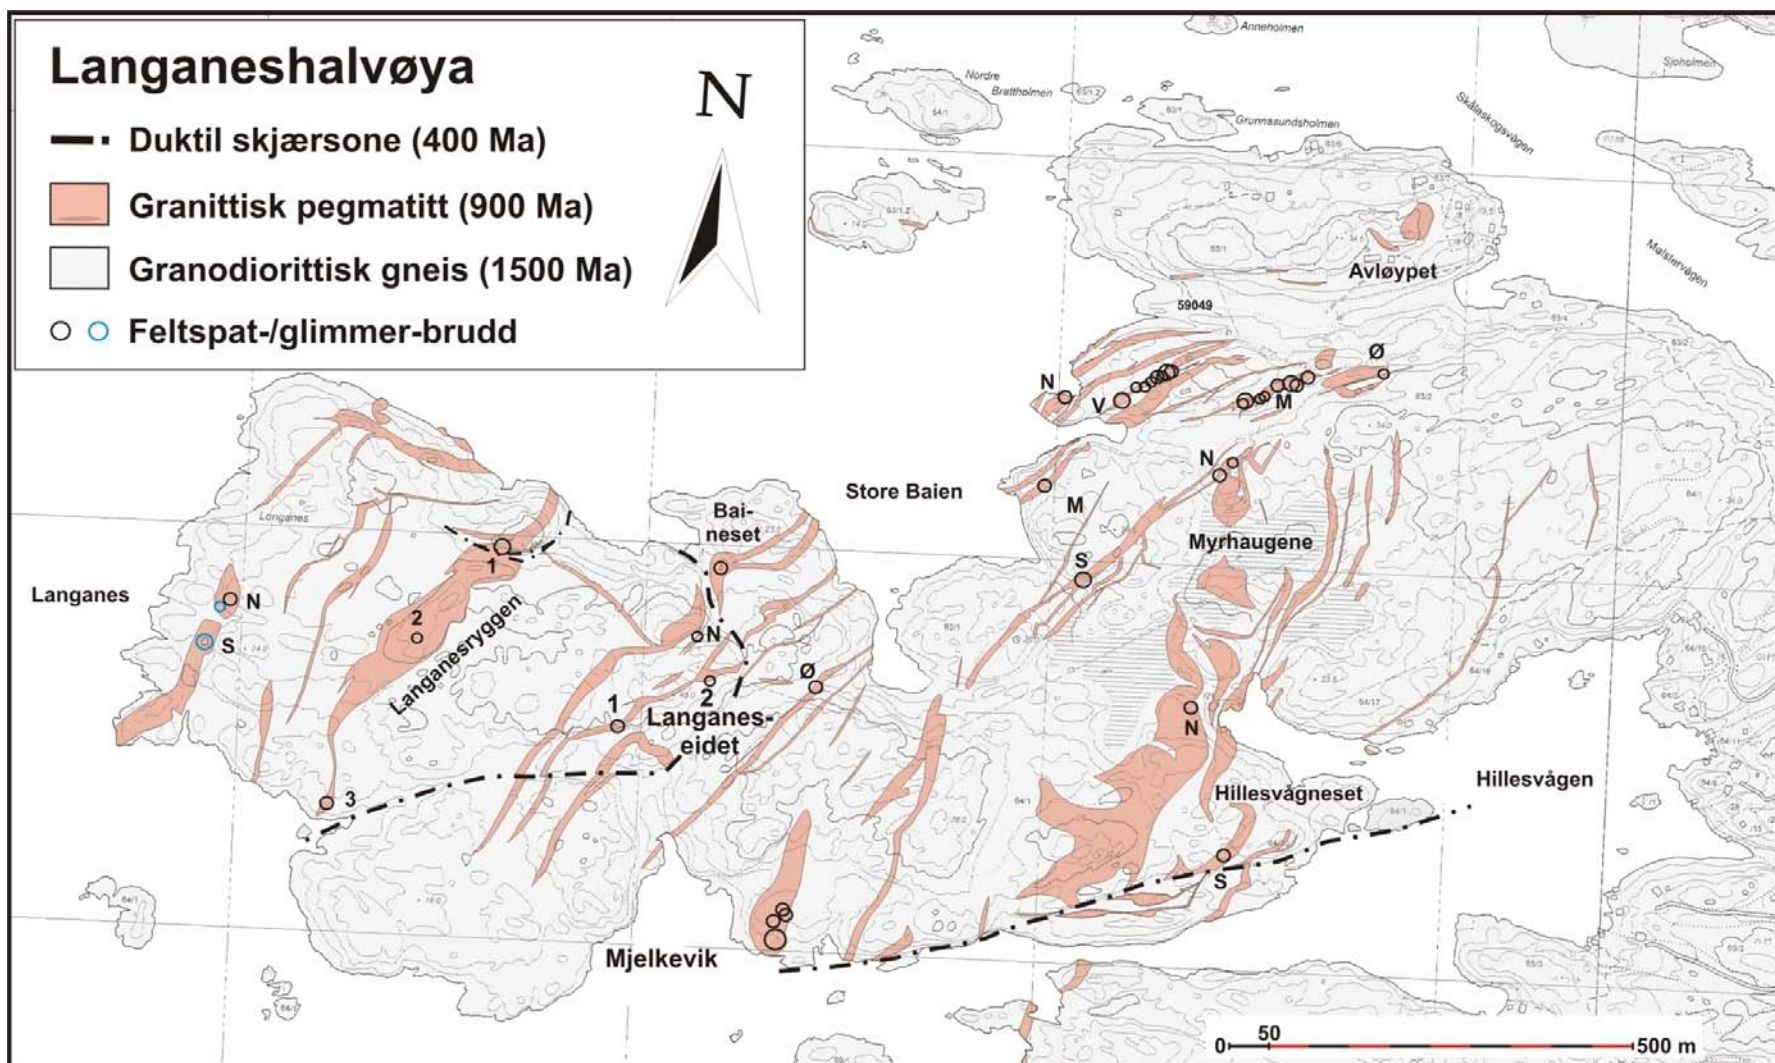 Langaneshalvøya
N
Duktil skjærsone (400 Ma)
Granittisk pegmatitt (900 Ma)
Granodiorittisk gneis (1500 Ma)
Feltspat-/glimmer-brudd
Anneholmen
Sjoholmen
Nordre
Brattholmen
Grunnasundsholmen
Skålaskogsvågen
Mølstervågen
Avløypet
59049
Ø
N
V
M
N
Store Baien
M
Myrhaugene
S
Bai-
neset
Langanes
Langanes
N
S
1
2
Langanesryggen
3
N
1
2
Ø
Langanes-
eidet
N
Hillesvågneset
Hillesvågen
S
Mjelkevik
0
50
500 m